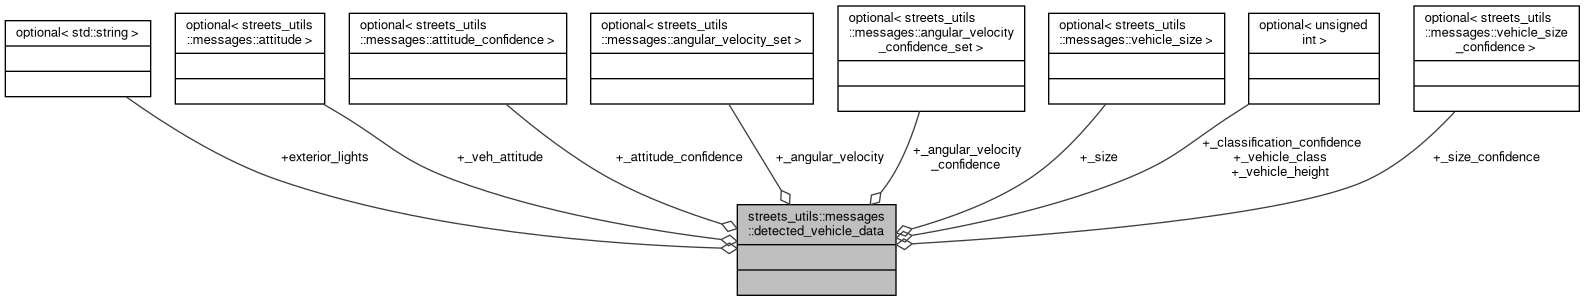 optional< std::string >
optional< streets_utils
::messages::attitude >
optional< streets_utils
::messages::attitude_confidence >
optional< streets_utils
::messages::angular_velocity_set >
optional< streets_utils
::messages::angular_velocity
_confidence_set >
optional< streets_utils
::messages::vehicle_size >
optional< unsigned
int >
optional< streets_utils
::messages::vehicle_size
_confidence >
+exterior_lights
+_veh_attitude
+_attitude_confidence
+_angular_velocity
+_angular_velocity
_confidence
+_size
+_classification_confidence
+_vehicle_class
+_vehicle_height
+_size_confidence
streets_utils::messages
::detected_vehicle_data